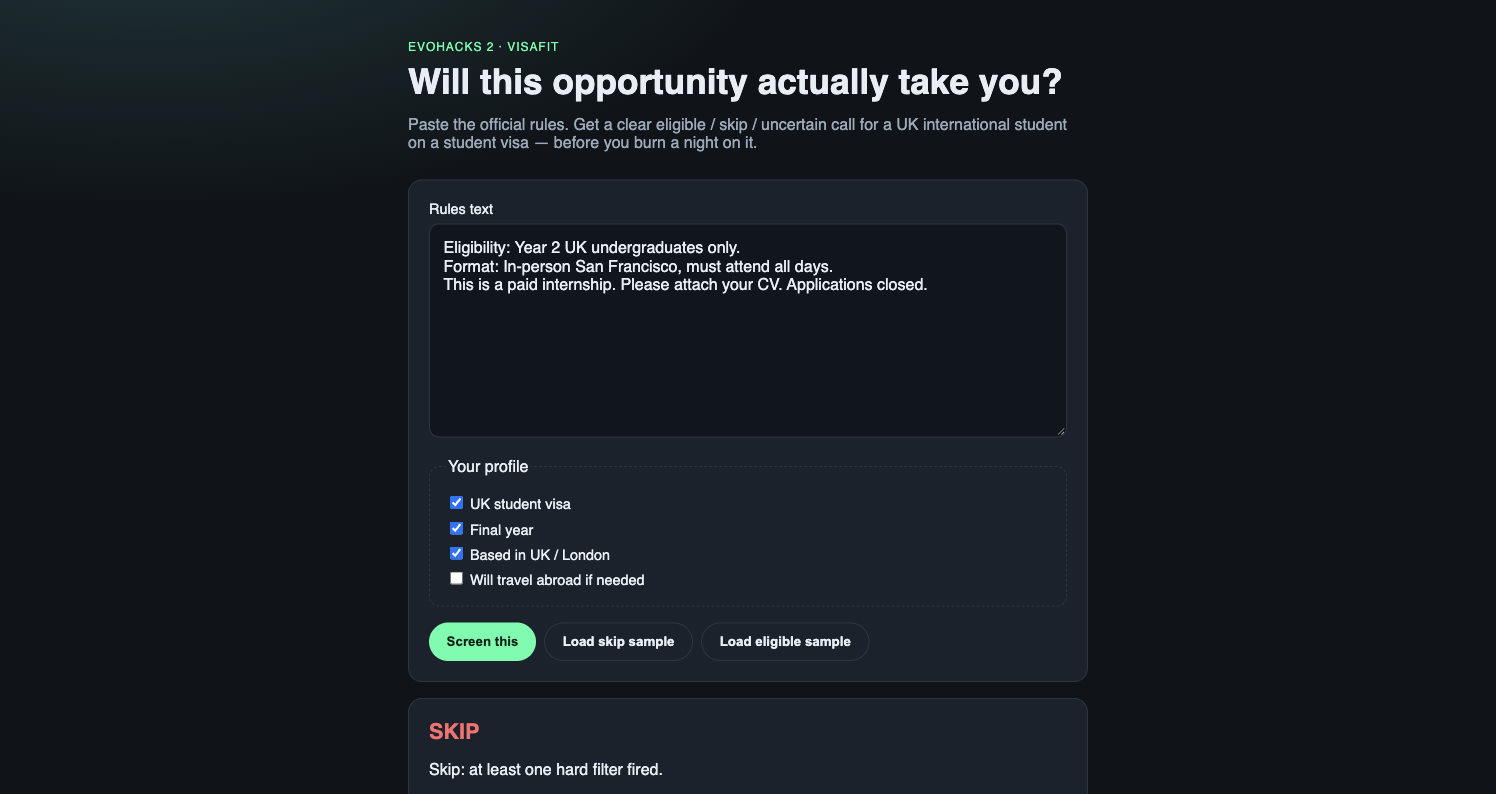 EVOHACKS 2 · VISAFIT
Will this opportunity actually take you?
Paste the official rules. Get a clear eligible / skip / uncertain call for a UK international student
on a student visa — before you burn a night on it.
Rules text
Eligibility: Year 2 UK undergraduates only.
Format: In-person San Francisco, must attend all days.
This is a paid internship. Please attach your CV. Applications closed.
Your profile
UK student visa
Final year
Based in UK / London
Will travel abroad if needed
Screen this
Load skip sample
Load eligible sample
SKIP
Skip: at least one hard filter fired.